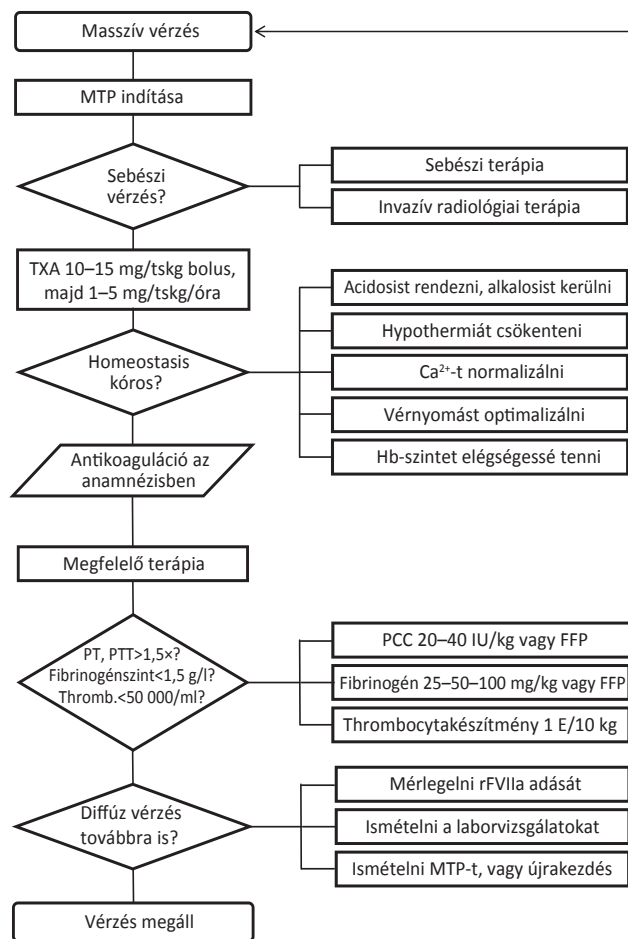 Masszív vérzés
MTP indítása
Sebészi
vérzés?
Sebészi terápia
Invazív radiológiai terápia
TXA 10–15 mg/tskg bolus,
majd 1–5 mg/tskg/óra
Homeostasis
kóros?
Acidosist rendezni, alkalosist kerülni
Hypothermiát csökkenteni
Ca²⁺-t normalizálni
Vérnyomást optimalizálni
Hb-szintet elégségessé tenni
Antikoaguláció az
anamnézisben
Megfelelő terápia
PT, PTT>1,5×?
Fibrinogénszint<1,5 g/l?
Thromb.<50 000/ml?
PCC 20–40 IU/kg vagy FFP
Fibrinogén 25–50–100 mg/kg vagy FFP
Thrombocytakészítmény 1 E/10 kg
Diffúz vérzés
továbbra is?
Mérlegelni rFVIIa adását
Ismételni a laborvizsgálatokat
Ismételni MTP-t, vagy újrakezdés
Vérzés megáll